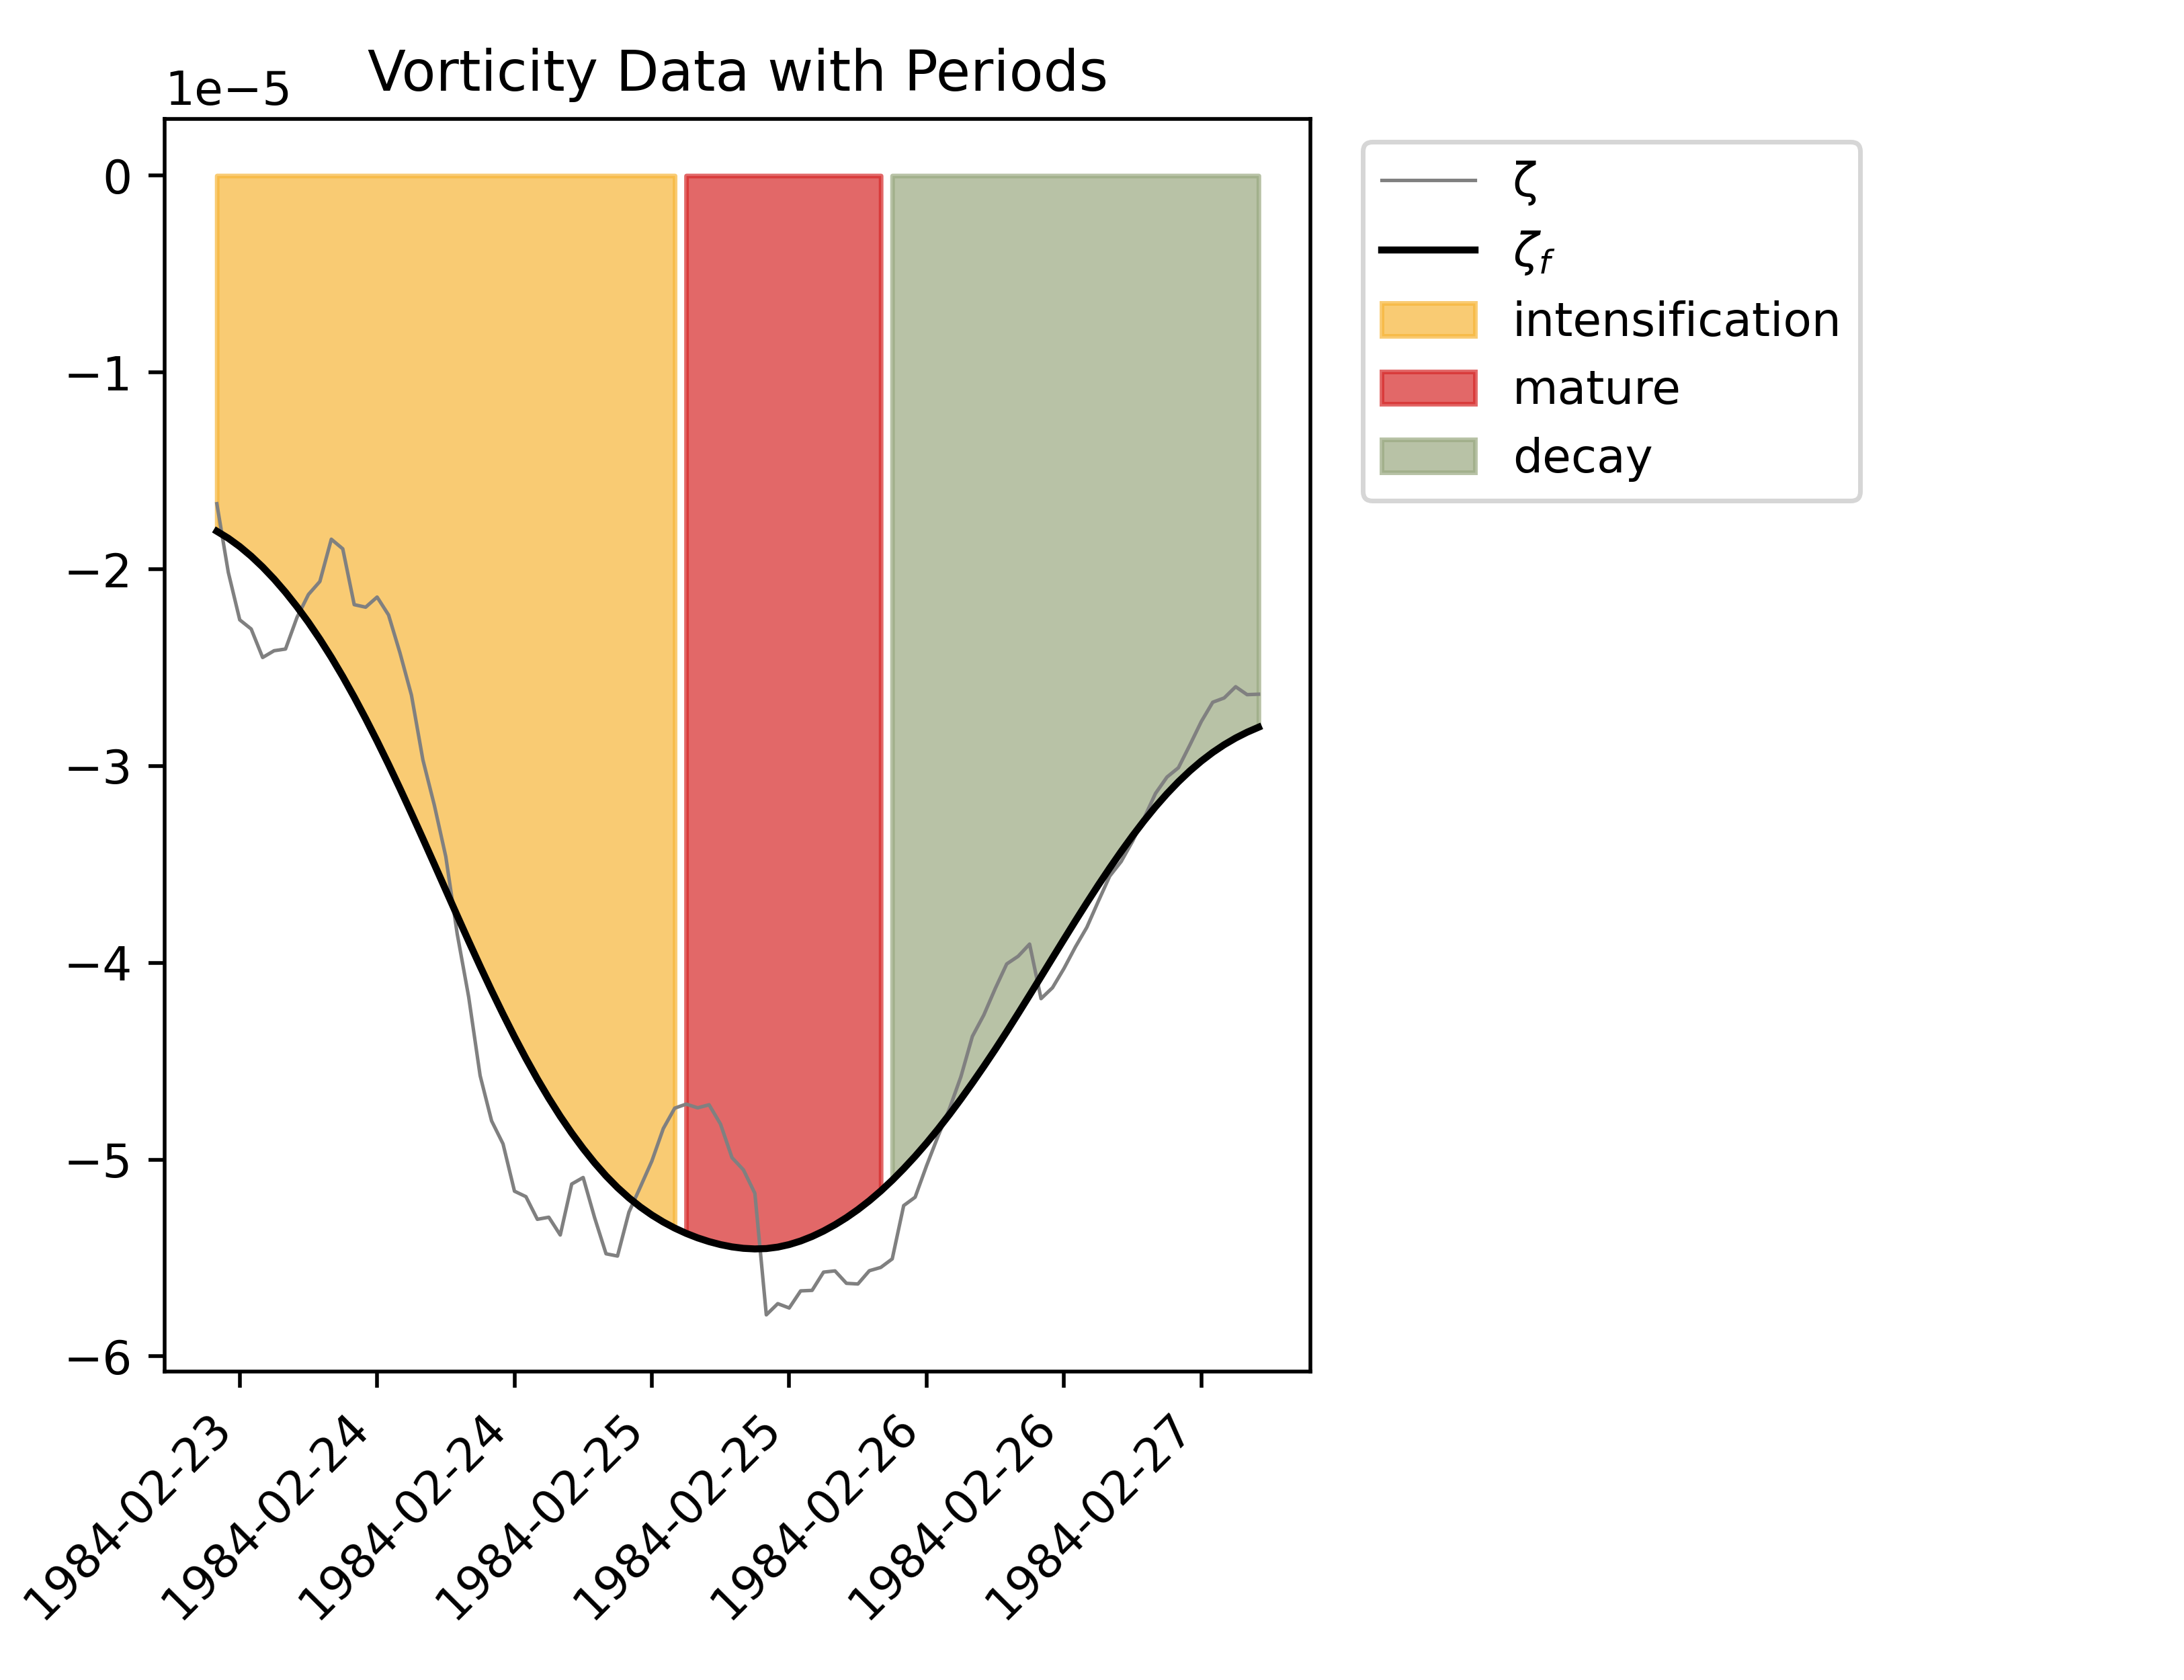 Vorticity Data with Periods
1e−5
0
−1
−2
−3
−4
−5
−6
1984-02-23
1984-02-24
1984-02-24
1984-02-25
1984-02-25
1984-02-26
1984-02-26
1984-02-27
ζ
ζf
intensification
mature
decay